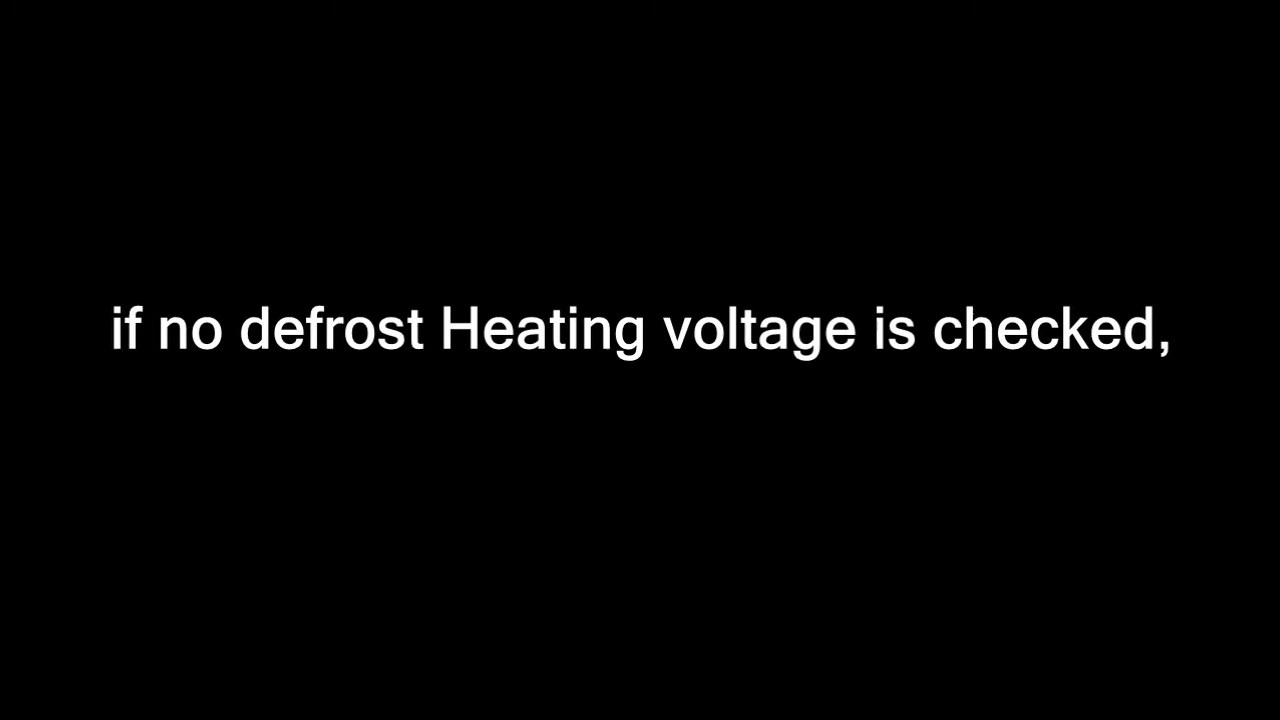 if no defrost Heating voltage is checked,